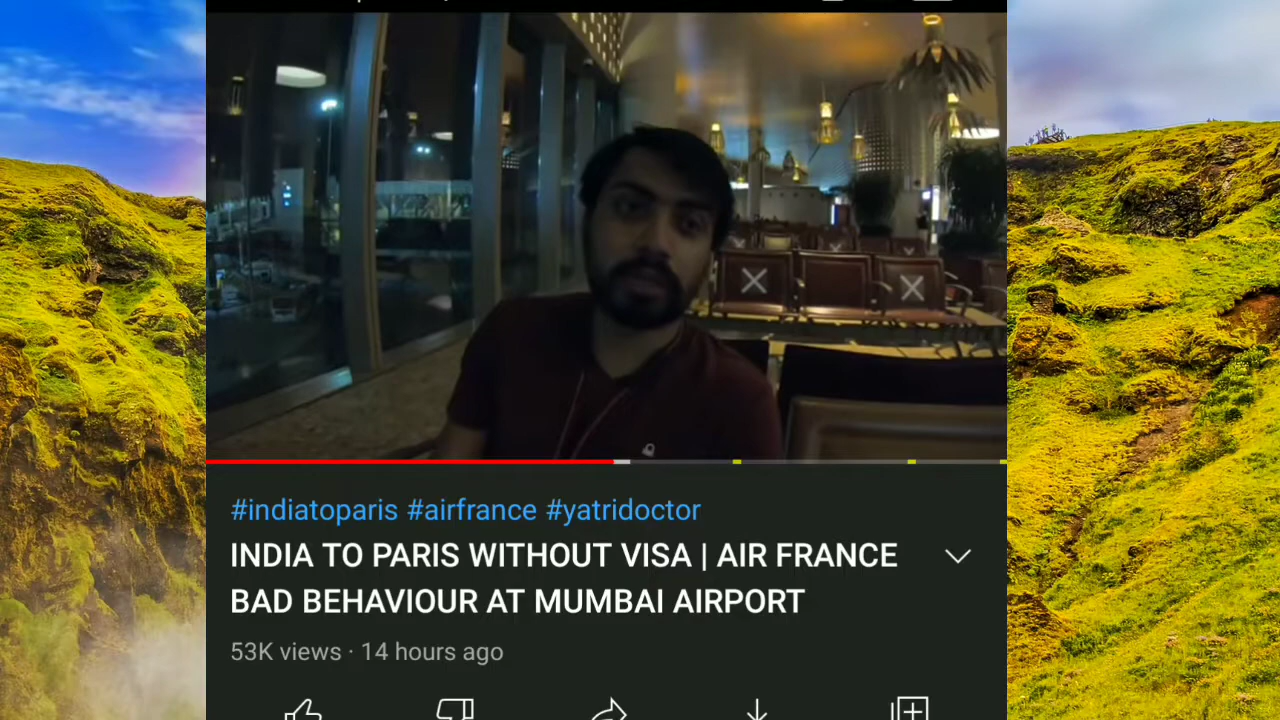 #indiatoparis #airfrance #yatridoctor
INDIA TO PARIS WITHOUT VISA | AIR FRANCE
BAD BEHAVIOUR AT MUMBAI AIRPORT
53K views · 14 hours ago